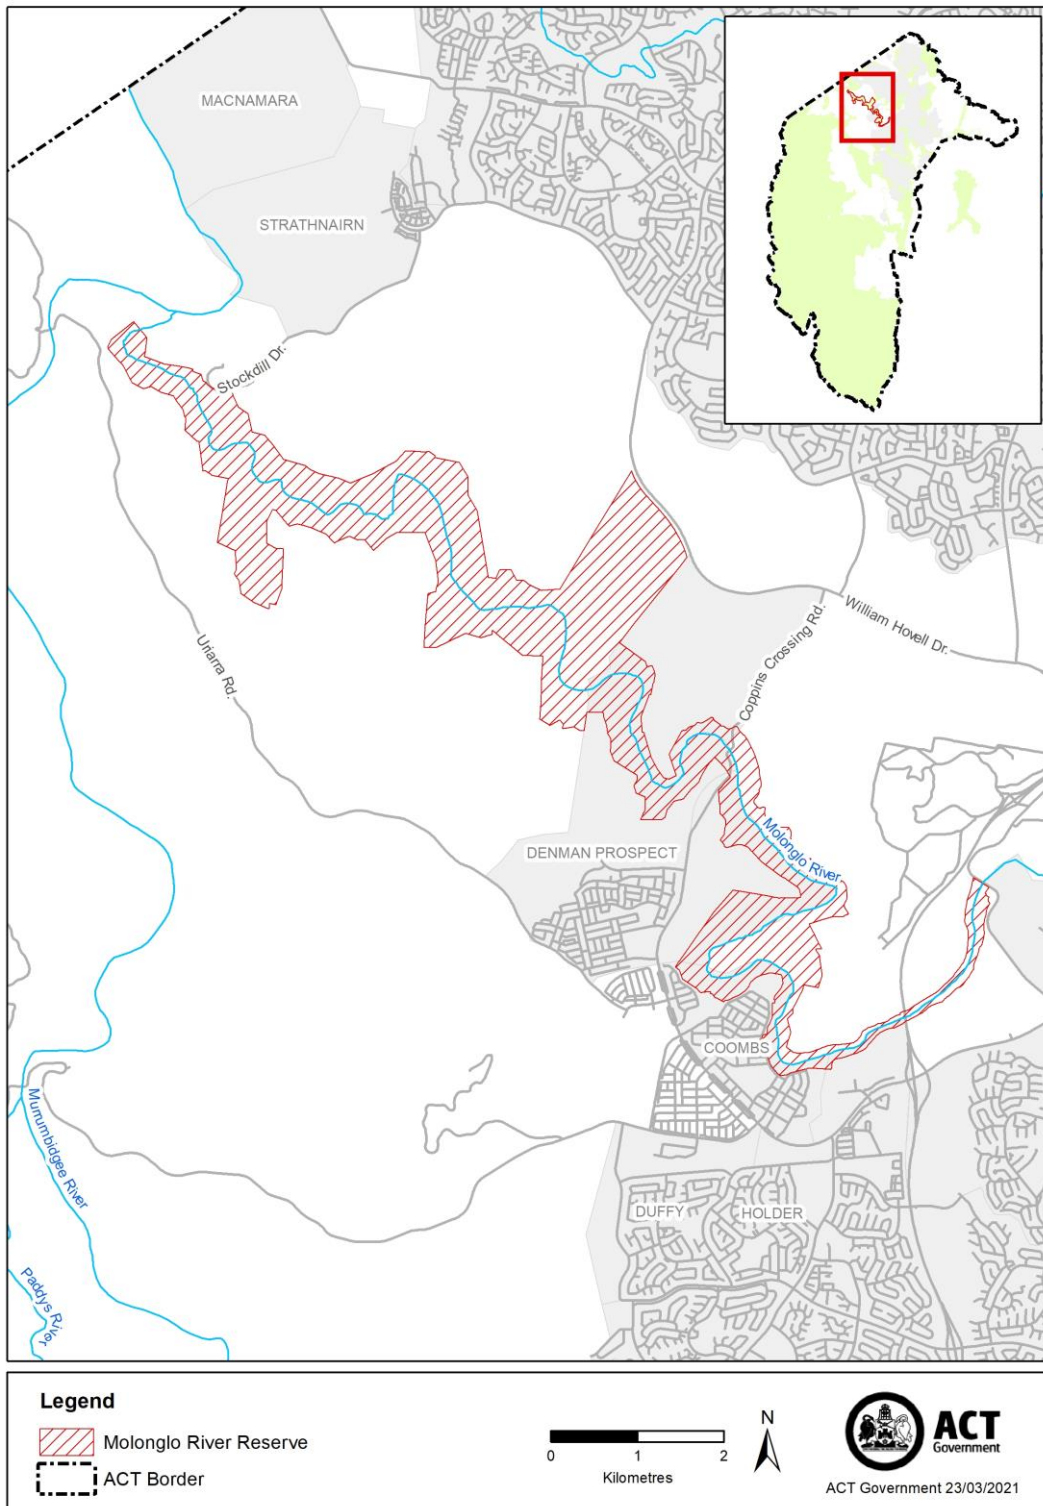 MACNAMARA
STRATHNAIRN
Stockdill Dr.
Uriarra Rd.
Coppins Crossing Rd.
William Hovell Dr.
Molonglo River
DENMAN PROSPECT
COOMBS
Murrumbidgee River
DUFFY
HOLDER
Paddys River
Legend
Molonglo River Reserve
ACT Border
0 1 2
Kilometres
N
ACT
Government
ACT Government 23/03/2021